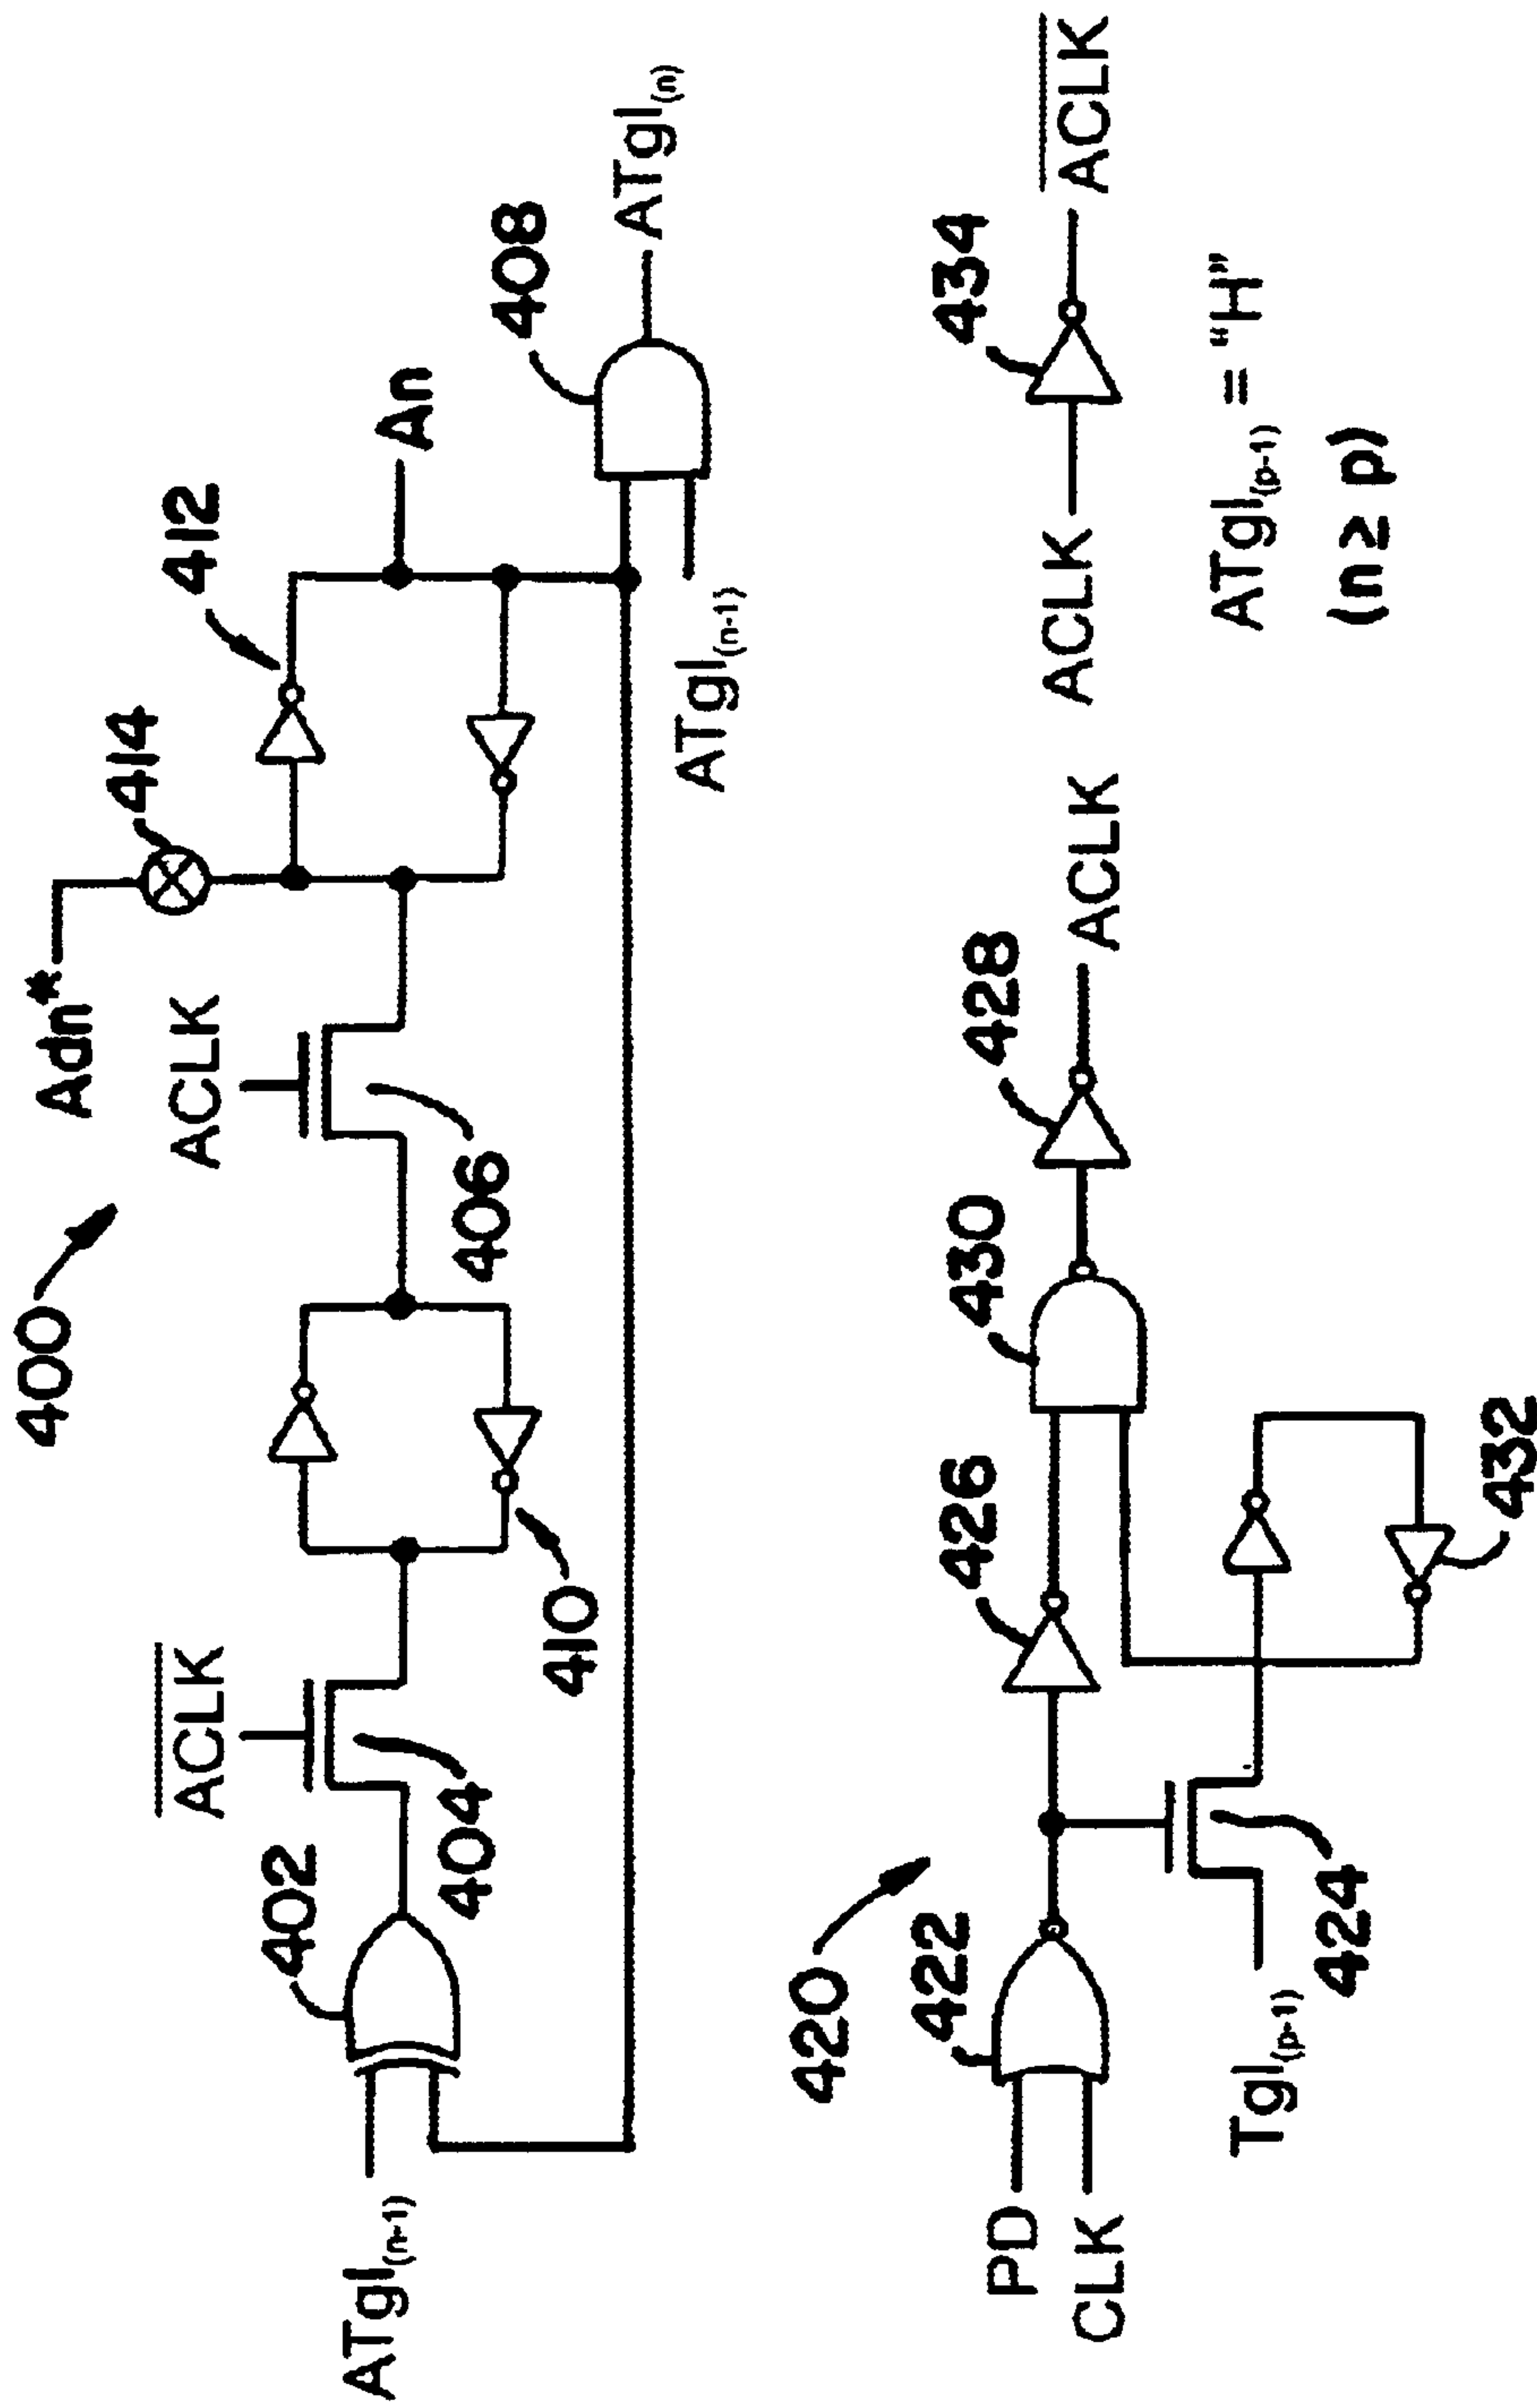 400
Adn*
414
412
ACLK
ACLK
An
402
404
406
410
408
ATgl(n-1)
ATgl(n-1)
ATgl(n)
420
422
426
430
428
434
PD
CLK
ACLK
ACLK
ACLK
Tgl(p-1)
424
432
ATgl(p-1) = "H"
(n ≥ p)